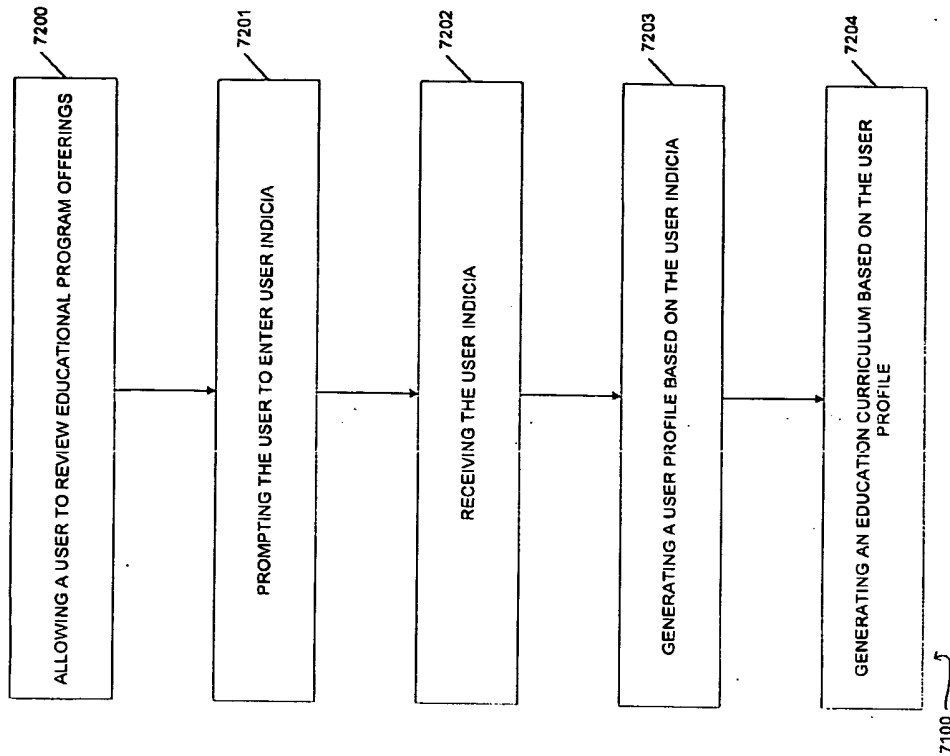 7200
ALLOWING A USER TO REVIEW EDUCATIONAL PROGRAM OFFERINGS
7201
PROMPTING THE USER TO ENTER USER INDICIA
7202
RECEIVING THE USER INDICIA
7203
GENERATING A USER PROFILE BASED ON THE USER INDICIA
7204
GENERATING AN EDUCATION CURRICULUM BASED ON THE USER
PROFILE
7100